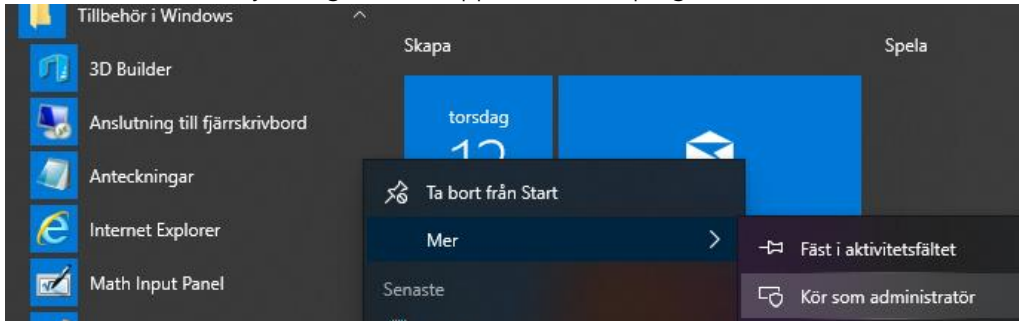 Tillbehör i Windows
3D Builder
Anslutning till fjärrskrivbord
Anteckningar
Internet Explorer
Math Input Panel
Skapa
Spela
torsdag
12
Ta bort från Start
Mer
Senaste
Fäst i aktivitetsfältet
Kör som administratör